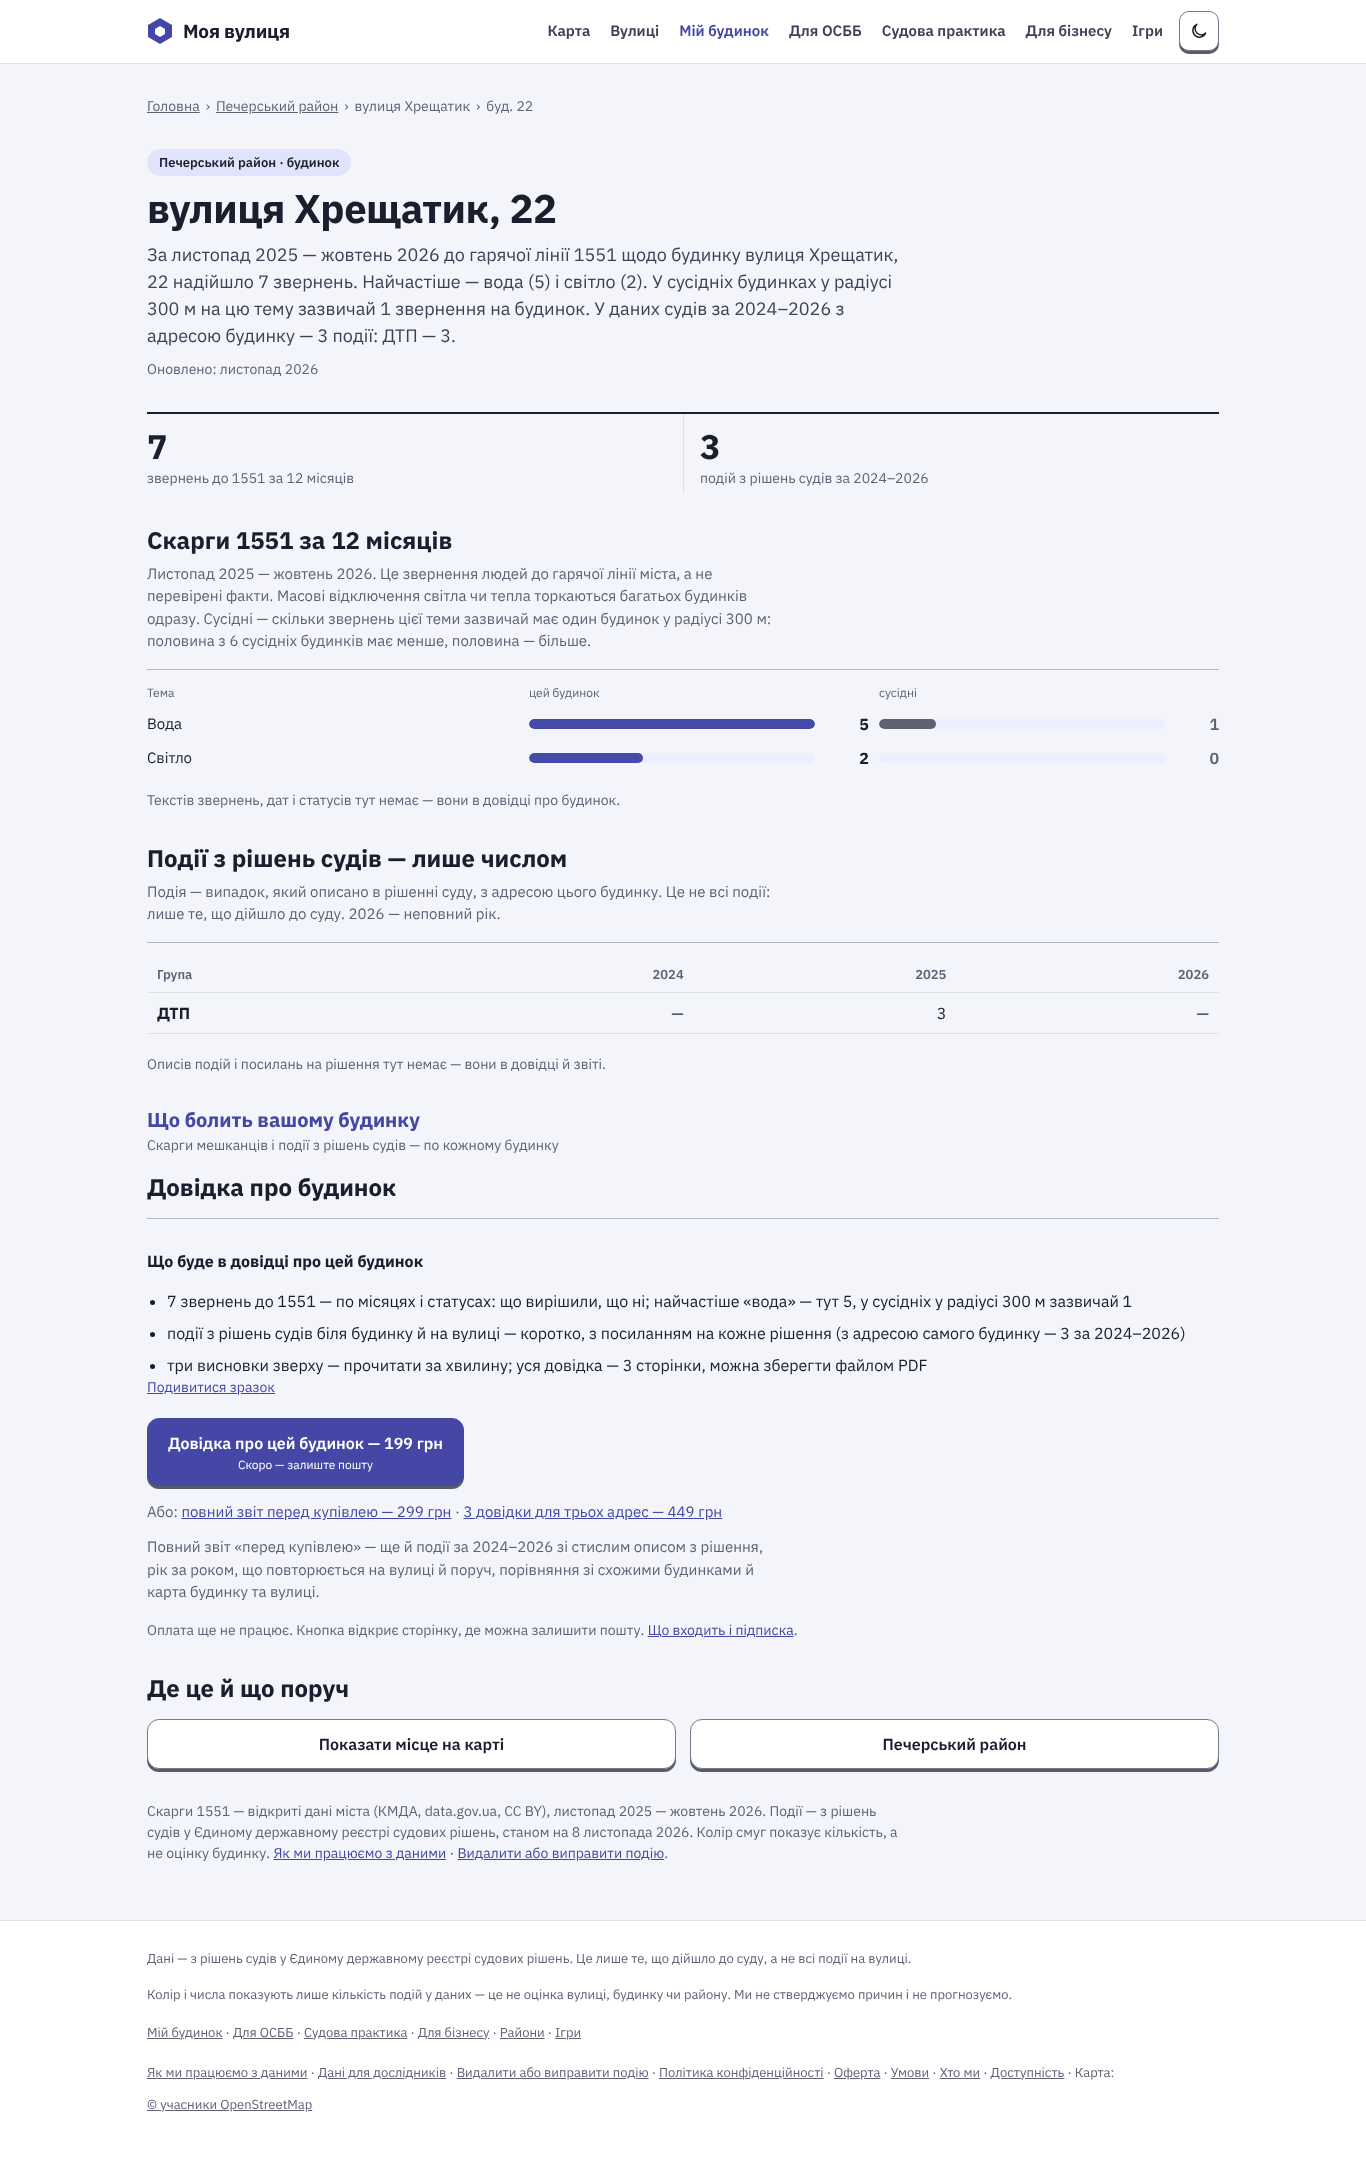 Моя вулиця
Карта Вулиці Мій будинок Для ОСББ Судова практика Для бізнесу Ігри
Головна › Печерський район › вулиця Хрещатик › буд. 22
Печерський район · будинок
вулиця Хрещатик, 22
За листопад 2025 — жовтень 2026 до гарячої лінії 1551 щодо будинку вулиця Хрещатик,
22 надійшло 7 звернень. Найчастіше — вода (5) і світло (2). У сусідніх будинках у радіусі
300 м на цю тему зазвичай 1 звернення на будинок. У даних судів за 2024–2026 з
адресою будинку — 3 події: ДТП — 3.
Оновлено: листопад 2026
7
звернень до 1551 за 12 місяців
3
подій з рішень судів за 2024–2026
Скарги 1551 за 12 місяців
Листопад 2025 — жовтень 2026. Це звернення людей до гарячої лінії міста, а не
перевірені факти. Масові відключення світла чи тепла торкаються багатьох будинків
одразу. Сусідні — скільки звернень цієї теми зазвичай має один будинок у радіусі 300 м:
половина з 6 сусідніх будинків має менше, половина — більше.
Тема цей будинок сусідні
Вода 5 1
Світло 2 0
Текстів звернень, дат і статусів тут немає — вони в довідці про будинок.
Події з рішень судів — лише числом
Подія — випадок, який описано в рішенні суду, з адресою цього будинку. Це не всі події:
лише те, що дійшло до суду. 2026 — неповний рік.
Група 2024 2025 2026
ДТП — 3 —
Описів подій і посилань на рішення тут немає — вони в довідці й звіті.
Що болить вашому будинку
Скарги мешканців і події з рішень судів — по кожному будинку
Довідка про будинок
Що буде в довідці про цей будинок
• 7 звернень до 1551 — по місяцях і статусах: що вирішили, що ні; найчастіше «вода» — тут 5, у сусідніх у радіусі 300 м зазвичай 1
• події з рішень судів біля будинку й на вулиці — коротко, з посиланням на кожне рішення (з адресою самого будинку — 3 за 2024–2026)
• три висновки зверху — прочитати за хвилину; уся довідка — 3 сторінки, можна зберегти файлом PDF
Подивитися зразок
Довідка про цей будинок — 199 грн
Скоро — залиште пошту
Або: повний звіт перед купівлею — 299 грн · 3 довідки для трьох адрес — 449 грн
Повний звіт «перед купівлею» — ще й події за 2024–2026 зі стислим описом з рішення,
рік за роком, що повторюється на вулиці й поруч, порівняння зі схожими будинками й
карта будинку та вулиці.
Оплата ще не працює. Кнопка відкриє сторінку, де можна залишити пошту. Що входить і підписка.
Де це й що поруч
Показати місце на карті
Печерський район
Скарги 1551 — відкриті дані міста (КМДА, data.gov.ua, CC BY), листопад 2025 — жовтень 2026. Події — з рішень
судів у Єдиному державному реєстрі судових рішень, станом на 8 листопада 2026. Колір смуг показує кількість, а
не оцінку будинку. Як ми працюємо з даними · Видалити або виправити подію.
Дані — з рішень судів у Єдиному державному реєстрі судових рішень. Це лише те, що дійшло до суду, а не всі події на вулиці.
Колір і числа показують лише кількість подій у даних — це не оцінка вулиці, будинку чи району. Ми не стверджуємо причин і не прогнозуємо.
Мій будинок · Для ОСББ · Судова практика · Для бізнесу · Райони · Ігри
Як ми працюємо з даними · Дані для дослідників · Видалити або виправити подію · Політика конфіденційності · Оферта · Умови · Хто ми · Доступність · Карта:
© учасники OpenStreetMap